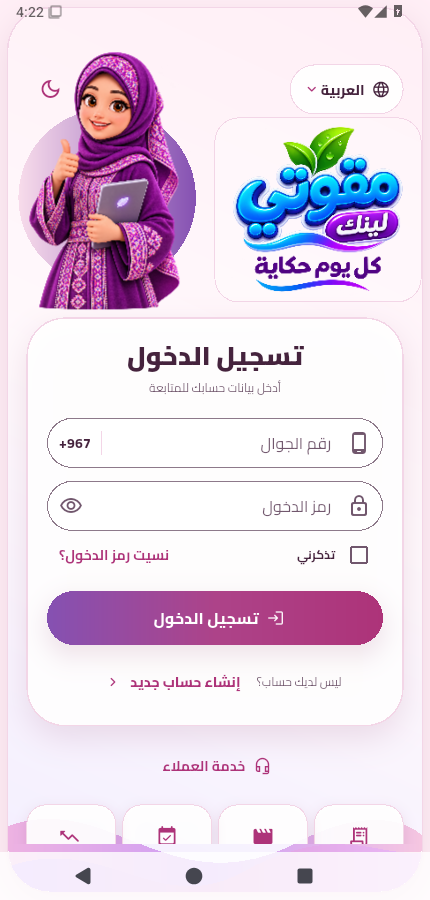 4:22
العربية
مقوتي
لينك
كل يوم حكاية
تسجيل الدخول
أدخل بيانات حسابك للمتابعة
رقم الجوال
+967
رمز الدخول
تذكرني
نسيت رمز الدخول؟
تسجيل الدخول
ليس لديك حساب؟ إنشاء حساب جديد
خدمة العملاء